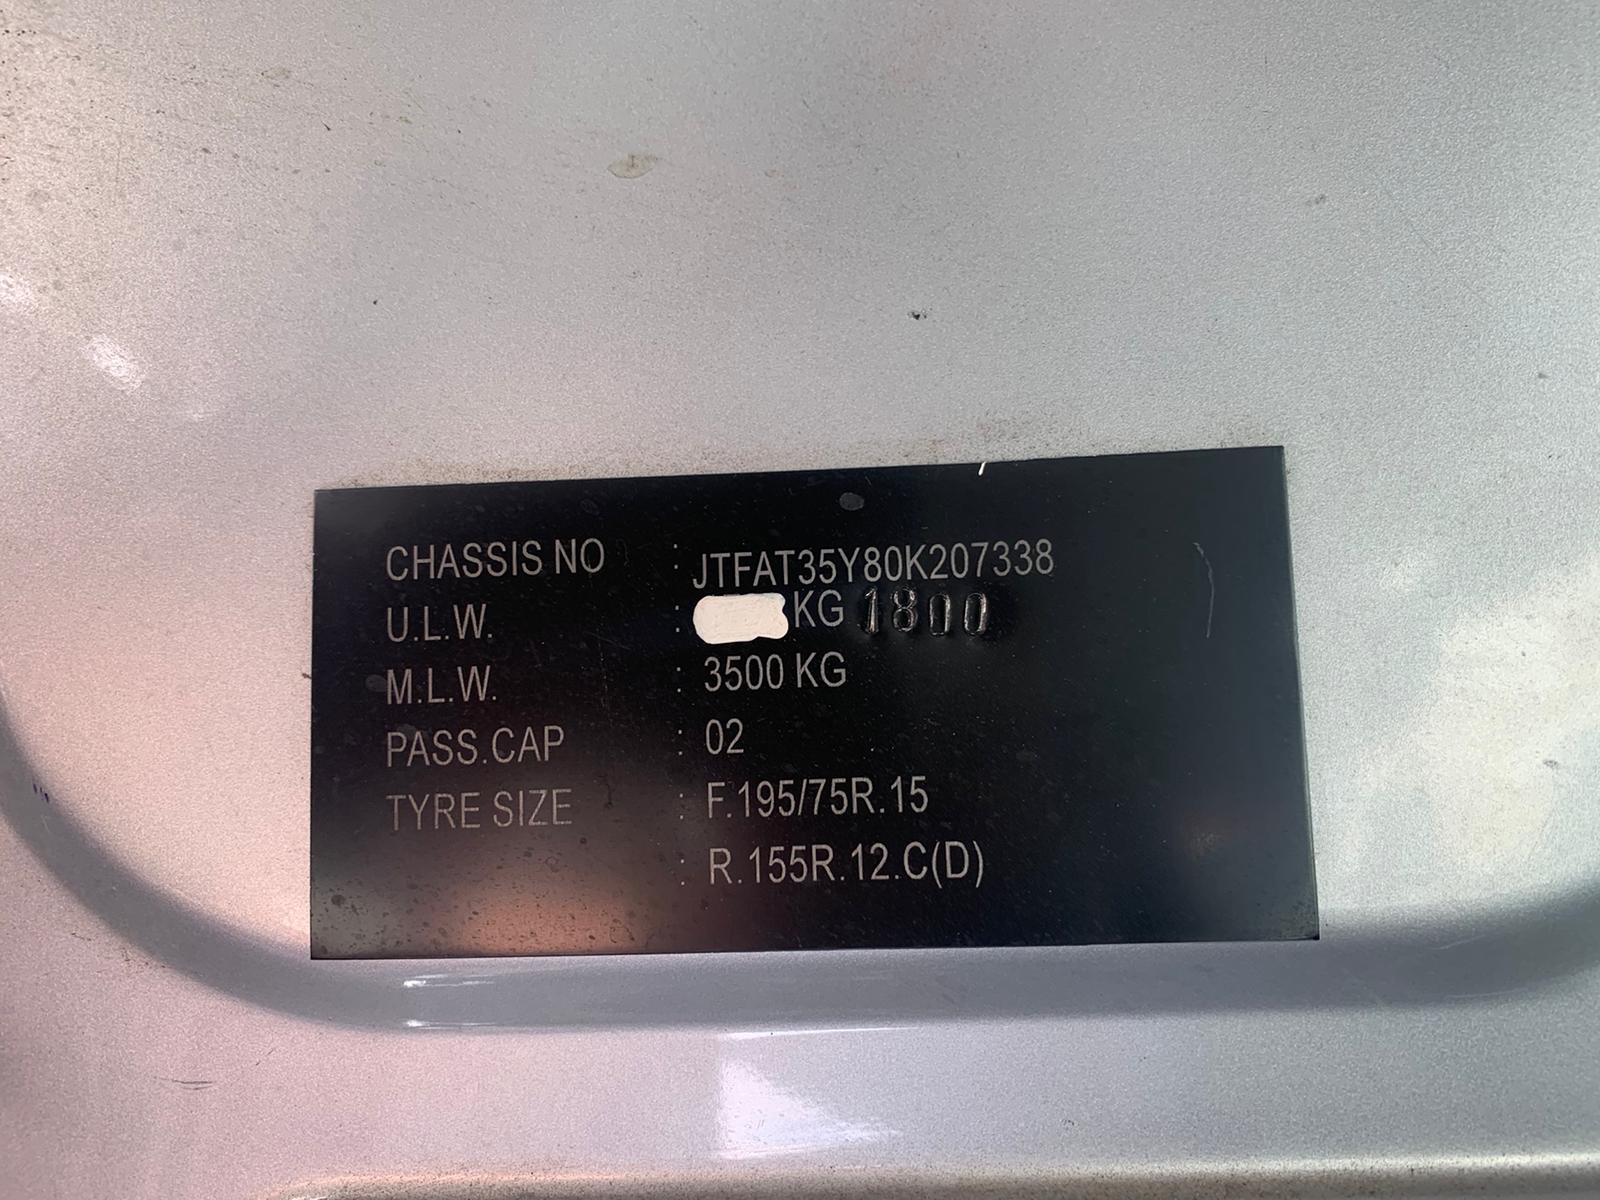 CHASSIS NO : JTFAT35Y80K207338
U.L.W. : KG 1800
M.L.W. : 3500 KG
PASS.CAP : 02
TYRE SIZE : F.195/75R.15
: R.155R.12.C(D)